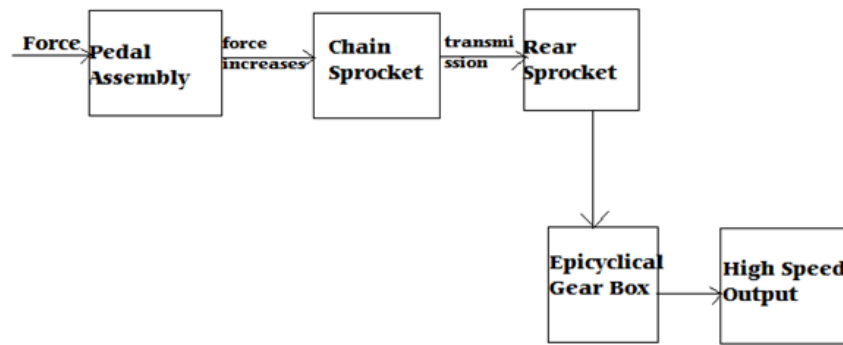 Force
Pedal
Assembly
force
increases
Chain
Sprocket
transmi
ssion
Rear
Sprocket
Epicyclical
Gear Box
High Speed
Output